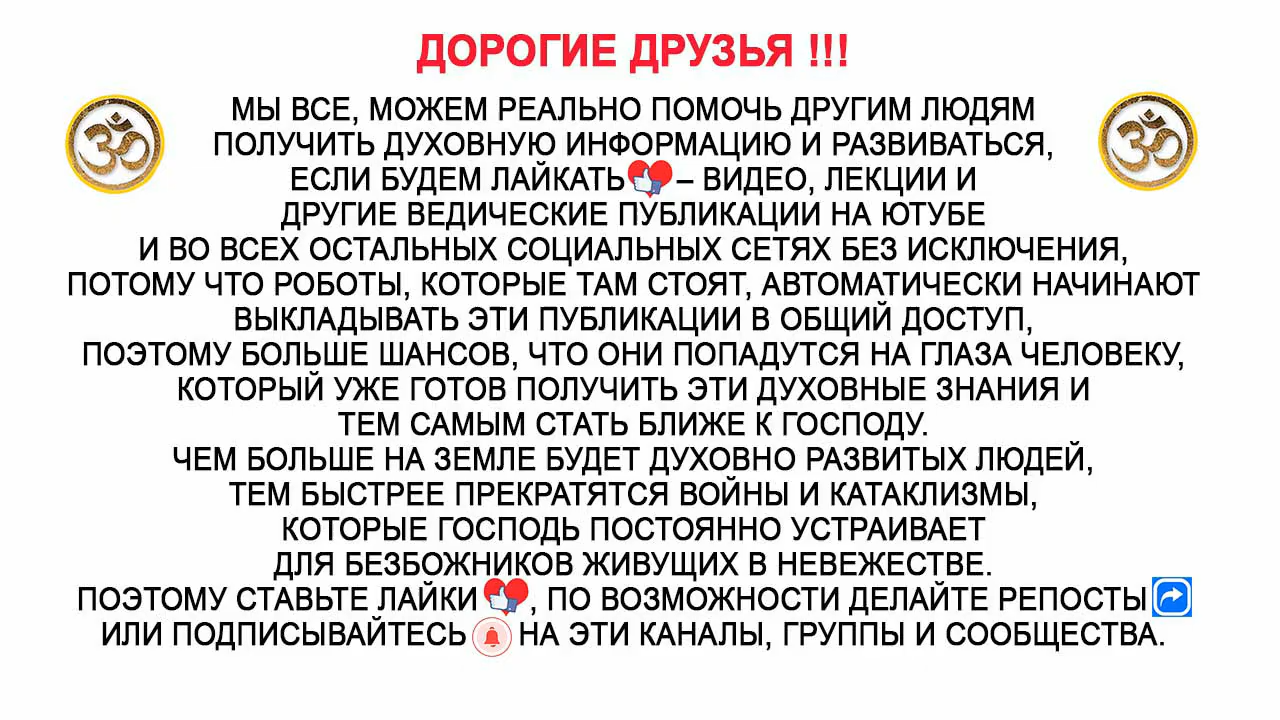 ДОРОГИЕ ДРУЗЬЯ !!!
МЫ ВСЕ, МОЖЕМ РЕАЛЬНО ПОМОЧЬ ДРУГИМ ЛЮДЯМ
ПОЛУЧИТЬ ДУХОВНУЮ ИНФОРМАЦИЮ И РАЗВИВАТЬСЯ,
ЕСЛИ БУДЕМ ЛАЙКАТЬ – ВИДЕО, ЛЕКЦИИ И
ДРУГИЕ ВЕДИЧЕСКИЕ ПУБЛИКАЦИИ НА ЮТУБЕ
И ВО ВСЕХ ОСТАЛЬНЫХ СОЦИАЛЬНЫХ СЕТЯХ БЕЗ ИСКЛЮЧЕНИЯ,
ПОТОМУ ЧТО РОБОТЫ, КОТОРЫЕ ТАМ СТОЯТ, АВТОМАТИЧЕСКИ НАЧИНАЮТ
ВЫКЛАДЫВАТЬ ЭТИ ПУБЛИКАЦИИ В ОБЩИЙ ДОСТУП,
ПОЭТОМУ БОЛЬШЕ ШАНСОВ, ЧТО ОНИ ПОПАДУТСЯ НА ГЛАЗА ЧЕЛОВЕКУ,
КОТОРЫЙ УЖЕ ГОТОВ ПОЛУЧИТЬ ЭТИ ДУХОВНЫЕ ЗНАНИЯ И
ТЕМ САМЫМ СТАТЬ БЛИЖЕ К ГОСПОДУ.
ЧЕМ БОЛЬШЕ НА ЗЕМЛЕ БУДЕТ ДУХОВНО РАЗВИТЫХ ЛЮДЕЙ,
ТЕМ БЫСТРЕЕ ПРЕКРАТЯТСЯ ВОЙНЫ И КАТАКЛИЗМЫ,
КОТОРЫЕ ГОСПОДЬ ПОСТОЯННО УСТРАИВАЕТ
ДЛЯ БЕЗБОЖНИКОВ ЖИВУЩИХ В НЕВЕЖЕСТВЕ.
ПОЭТОМУ СТАВЬТЕ ЛАЙКИ , ПО ВОЗМОЖНОСТИ ДЕЛАЙТЕ РЕПОСТЫ
ИЛИ ПОДПИСЫВАЙТЕСЬ НА ЭТИ КАНАЛЫ, ГРУППЫ И СООБЩЕСТВА.
ॐ
ॐ